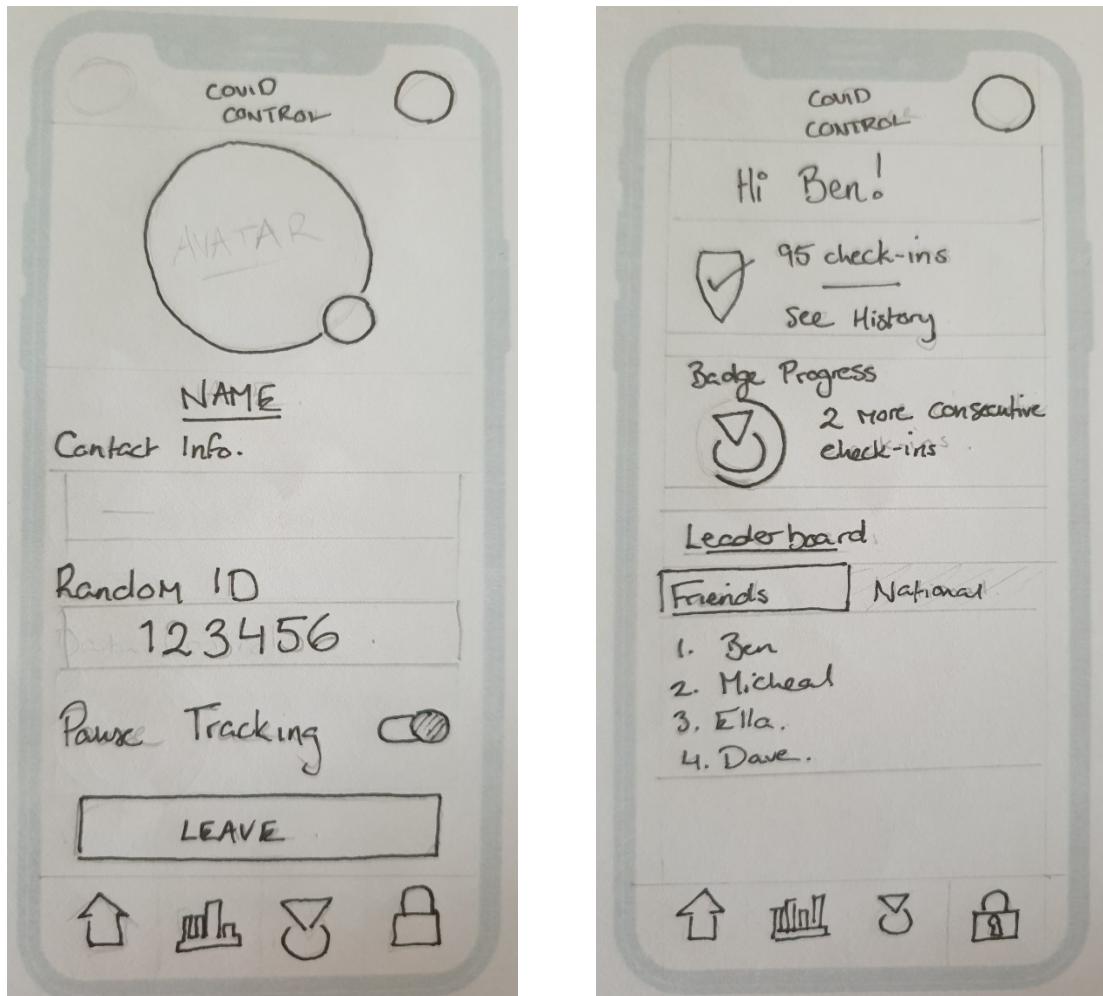 COVID
CONTROL
AVATAR
NAME
Contact Info.
Random ID
123456
Pause Tracking
LEAVE
COVID
CONTROL
Hi Ben!
95 check-ins
See History
Badge Progress
2 more consecutive
check-ins
Leaderboard
Friends National
1. Ben
2. Micheal
3. Ella.
4. Dave.